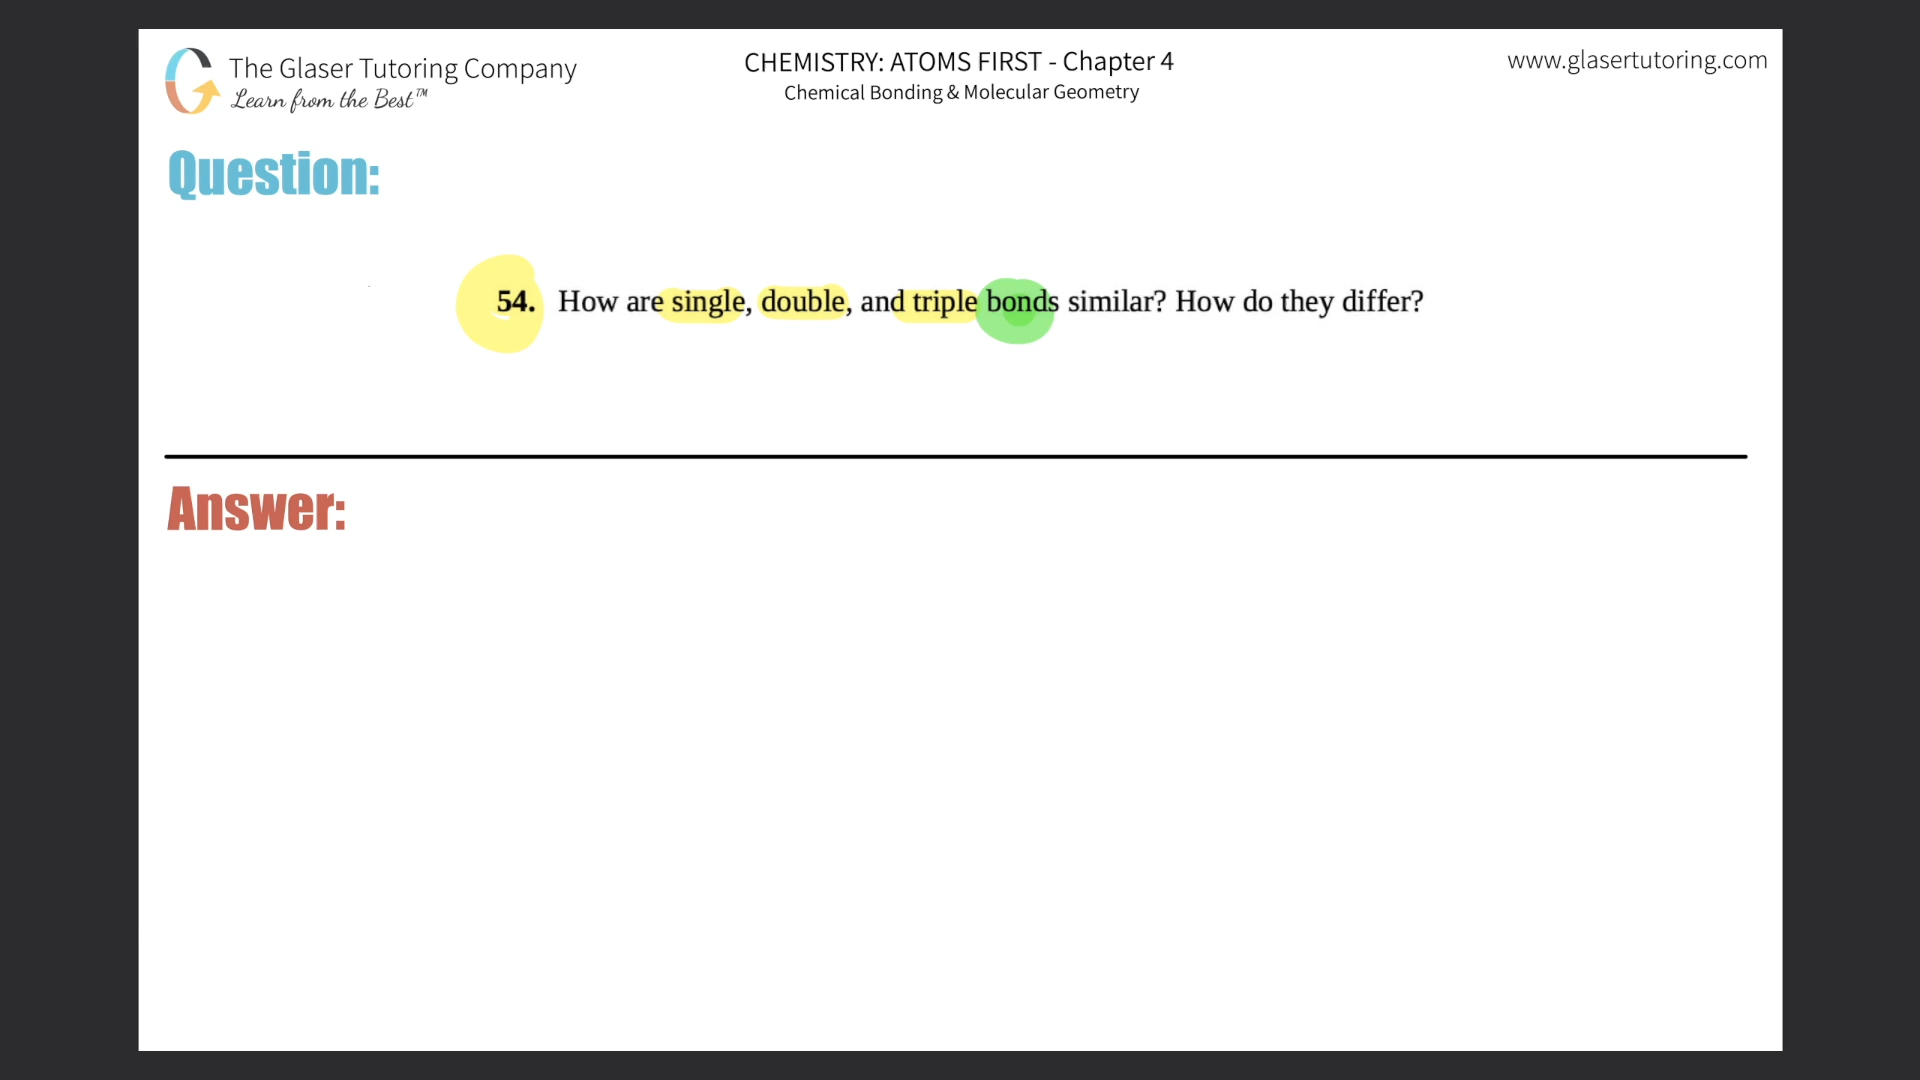 The Glaser Tutoring Company
Learn from the Best™
CHEMISTRY: ATOMS FIRST - Chapter 4
Chemical Bonding & Molecular Geometry
www.glasertutoring.com
Question:
54. How are single, double, and triple bonds similar? How do they differ?
Answer: